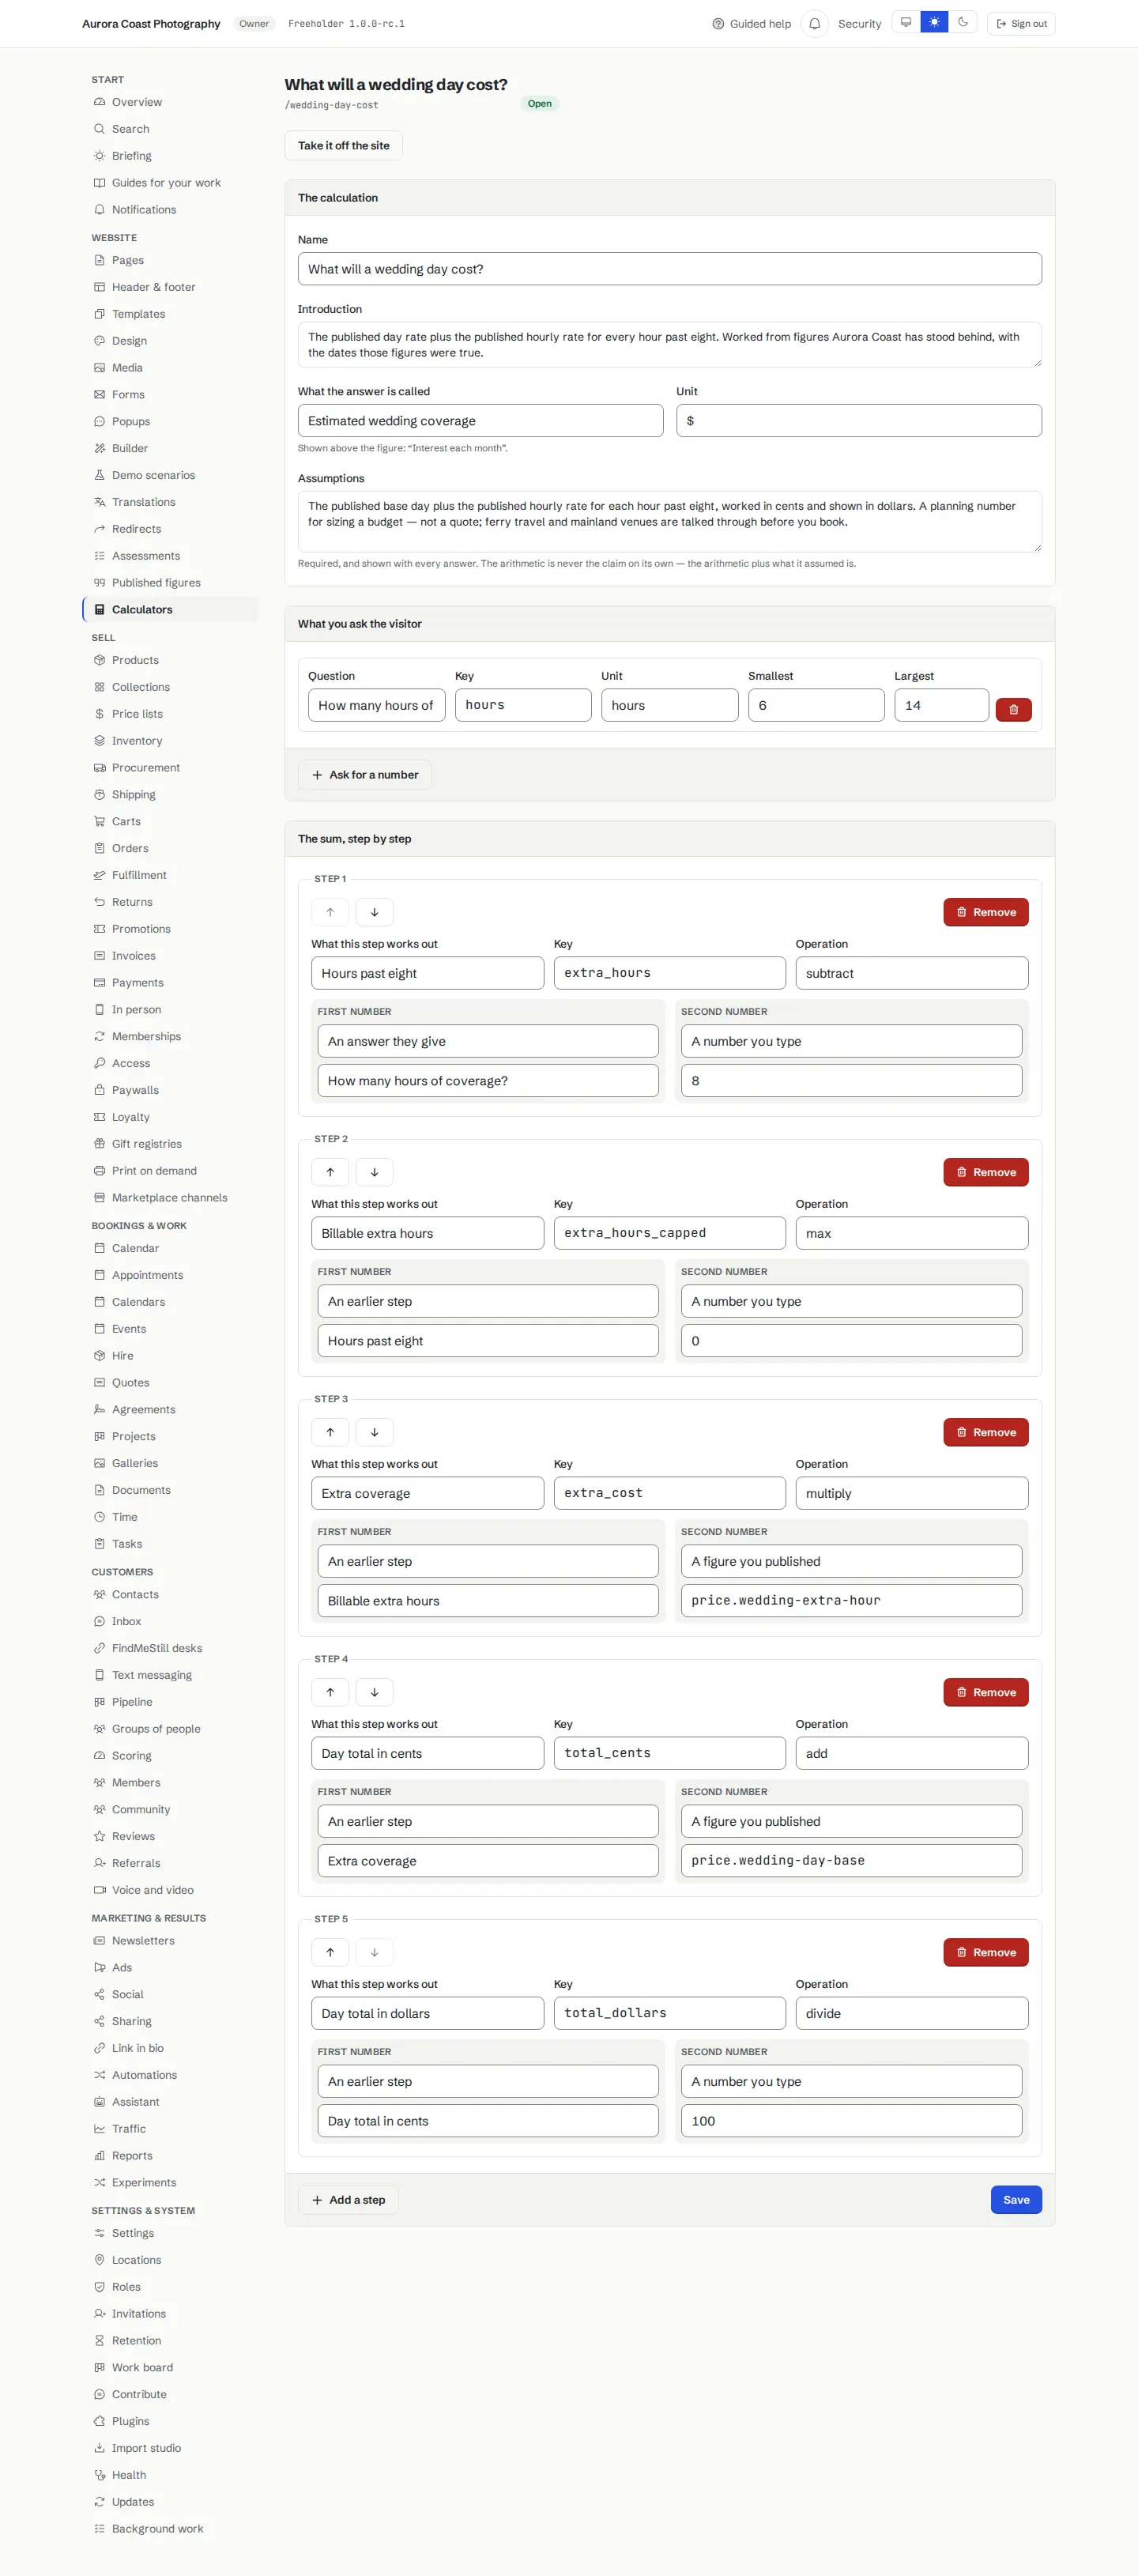 Aurora Coast Photography
Owner
Freeholder 1.0.0-rc.1
Guided help
Security
Sign out
START
Overview
Search
Briefing
Guides for your work
Notifications
WEBSITE
Pages
Header & footer
Templates
Design
Media
Forms
Popups
Builder
Demo scenarios
Translations
Redirects
Assessments
Published figures
Calculators
SELL
Products
Collections
Price lists
Inventory
Procurement
Shipping
Carts
Orders
Fulfillment
Returns
Promotions
Invoices
Payments
In person
Memberships
Access
Paywalls
Loyalty
Gift registries
Print on demand
Marketplace channels
BOOKINGS & WORK
Calendar
Appointments
Calendars
Events
Hire
Quotes
Agreements
Projects
Galleries
Documents
Time
Tasks
CUSTOMERS
Contacts
Inbox
FindMeStill desks
Text messaging
Pipeline
Groups of people
Scoring
Members
Community
Reviews
Referrals
Voice and video
MARKETING & RESULTS
Newsletters
Ads
Social
Sharing
Link in bio
Automations
Assistant
Traffic
Reports
Experiments
SETTINGS & SYSTEM
Settings
Locations
Roles
Invitations
Retention
Work board
Contribute
Plugins
Import studio
Health
Updates
Background work
What will a wedding day cost?
/wedding-day-cost
Open
Take it off the site
The calculation
Name
What will a wedding day cost?
Introduction
The published day rate plus the published hourly rate for every hour past eight. Worked from figures Aurora Coast has stood behind, with
the dates those figures were true.
What the answer is called
Unit
Estimated wedding coverage
$
Shown above the figure: “Interest each month”.
Assumptions
The published base day plus the published hourly rate for each hour past eight, worked in cents and shown in dollars. A planning number
for sizing a budget — not a quote; ferry travel and mainland venues are talked through before you book.
Required, and shown with every answer. The arithmetic is never the claim on its own — the arithmetic plus what it assumed is.
What you ask the visitor
Question Key Unit Smallest Largest
How many hours of hours hours 6 14
Ask for a number
The sum, step by step
STEP 1
Remove
What this step works out Key Operation
Hours past eight extra_hours subtract
FIRST NUMBER SECOND NUMBER
An answer they give A number you type
How many hours of coverage? 8
STEP 2
Remove
What this step works out Key Operation
Billable extra hours extra_hours_capped max
FIRST NUMBER SECOND NUMBER
An earlier step A number you type
Hours past eight 0
STEP 3
Remove
What this step works out Key Operation
Extra coverage extra_cost multiply
FIRST NUMBER SECOND NUMBER
An earlier step A figure you published
Billable extra hours price.wedding-extra-hour
STEP 4
Remove
What this step works out Key Operation
Day total in cents total_cents add
FIRST NUMBER SECOND NUMBER
An earlier step A figure you published
Extra coverage price.wedding-day-base
STEP 5
Remove
What this step works out Key Operation
Day total in dollars total_dollars divide
FIRST NUMBER SECOND NUMBER
An earlier step A number you type
Day total in cents 100
Add a step
Save